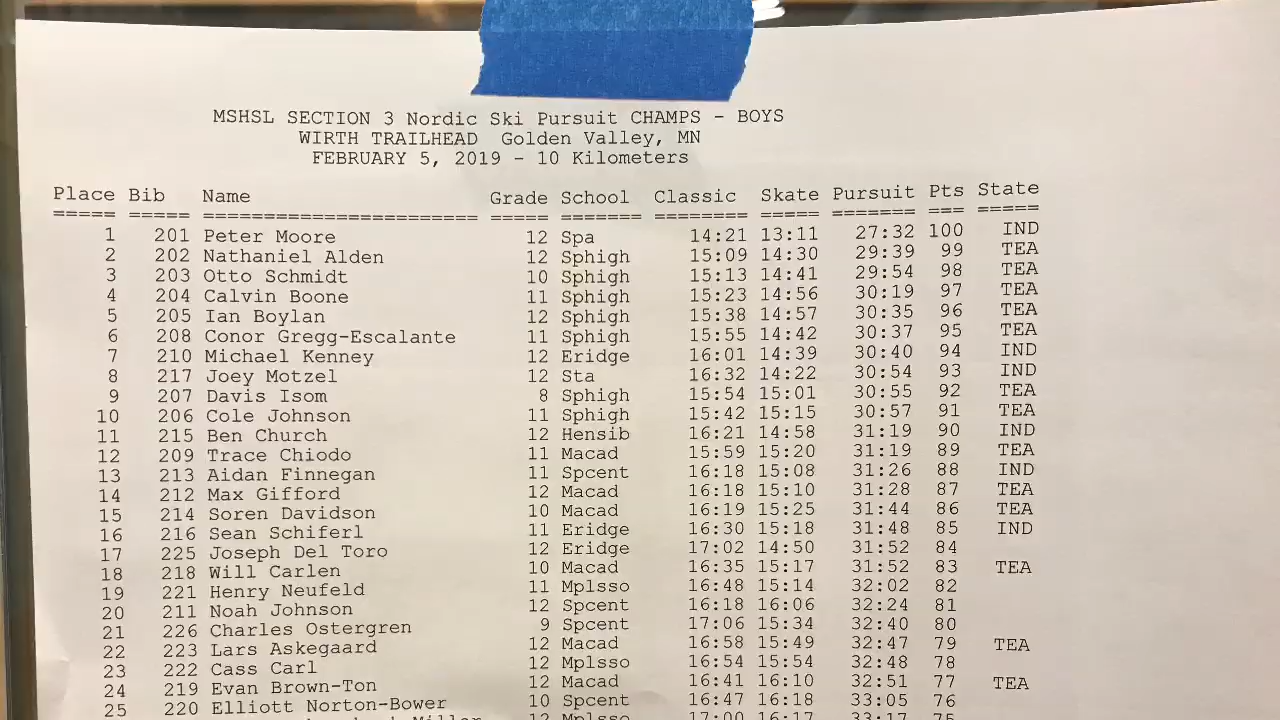 MSHSL SECTION 3 Nordic Ski Pursuit CHAMPS - BOYS
WIRTH TRAILHEAD Golden Valley, MN
FEBRUARY 5, 2019 - 10 Kilometers
Place Bib Name Grade School Classic Skate Pursuit Pts State
===== ===== ======================= ===== ======= ======== ===== ======= === =====
1 201 Peter Moore 12 Spa 14:21 13:11 27:32 100 IND
2 202 Nathaniel Alden 12 Sphigh 15:09 14:30 29:39 99 TEA
3 203 Otto Schmidt 10 Sphigh 15:13 14:41 29:54 98 TEA
4 204 Calvin Boone 11 Sphigh 15:23 14:56 30:19 97 TEA
5 205 Ian Boylan 12 Sphigh 15:38 14:57 30:35 96 TEA
6 208 Conor Gregg-Escalante 11 Sphigh 15:55 14:42 30:37 95 TEA
7 210 Michael Kenney 12 Eridge 16:01 14:39 30:40 94 IND
8 217 Joey Motzel 12 Sta 16:32 14:22 30:54 93 IND
9 207 Davis Isom 8 Sphigh 15:54 15:01 30:55 92 TEA
10 206 Cole Johnson 11 Sphigh 15:42 15:15 30:57 91 TEA
11 215 Ben Church 12 Hensib 16:21 14:58 31:19 90 IND
12 209 Trace Chiodo 11 Macad 15:59 15:20 31:19 89 TEA
13 213 Aidan Finnegan 11 Spcent 16:18 15:08 31:26 88 IND
14 212 Max Gifford 12 Macad 16:18 15:10 31:28 87 TEA
15 214 Soren Davidson 10 Macad 16:19 15:25 31:44 86 TEA
16 216 Sean Schiferl 11 Eridge 16:30 15:18 31:48 85 IND
17 225 Joseph Del Toro 12 Eridge 17:02 14:50 31:52 84
18 218 Will Carlen 10 Macad 16:35 15:17 31:52 83 TEA
19 221 Henry Neufeld 11 Mplsso 16:48 15:14 32:02 82
20 211 Noah Johnson 12 Spcent 16:18 16:06 32:24 81
21 226 Charles Ostergren 9 Spcent 17:06 15:34 32:40 80
22 223 Lars Askegaard 12 Macad 16:58 15:49 32:47 79 TEA
23 222 Cass Carl 12 Mplsso 16:54 15:54 32:48 78
24 219 Evan Brown-Ton 12 Macad 16:41 16:10 32:51 77 TEA
25 220 Elliott Norton-Bower 10 Spcent 16:47 16:18 33:05 76
Miller 12 Mplsso 17:00 16:17 33:17 75